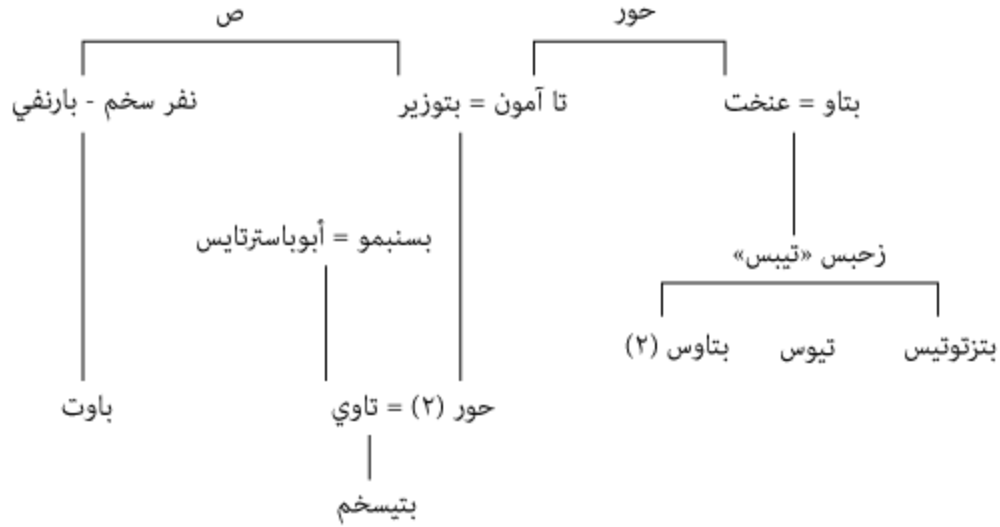 حور
ص
بتاو = عنخت
تا آمون = بتوزير
نفر سخم - بارنفي
بسنبمو = أبوباسترتايس
زحبس «تيبس»
بتزتوتيس
تيوس
بتاوس (٢)
حور (٢) = تاوي
باوت
بتيسخم